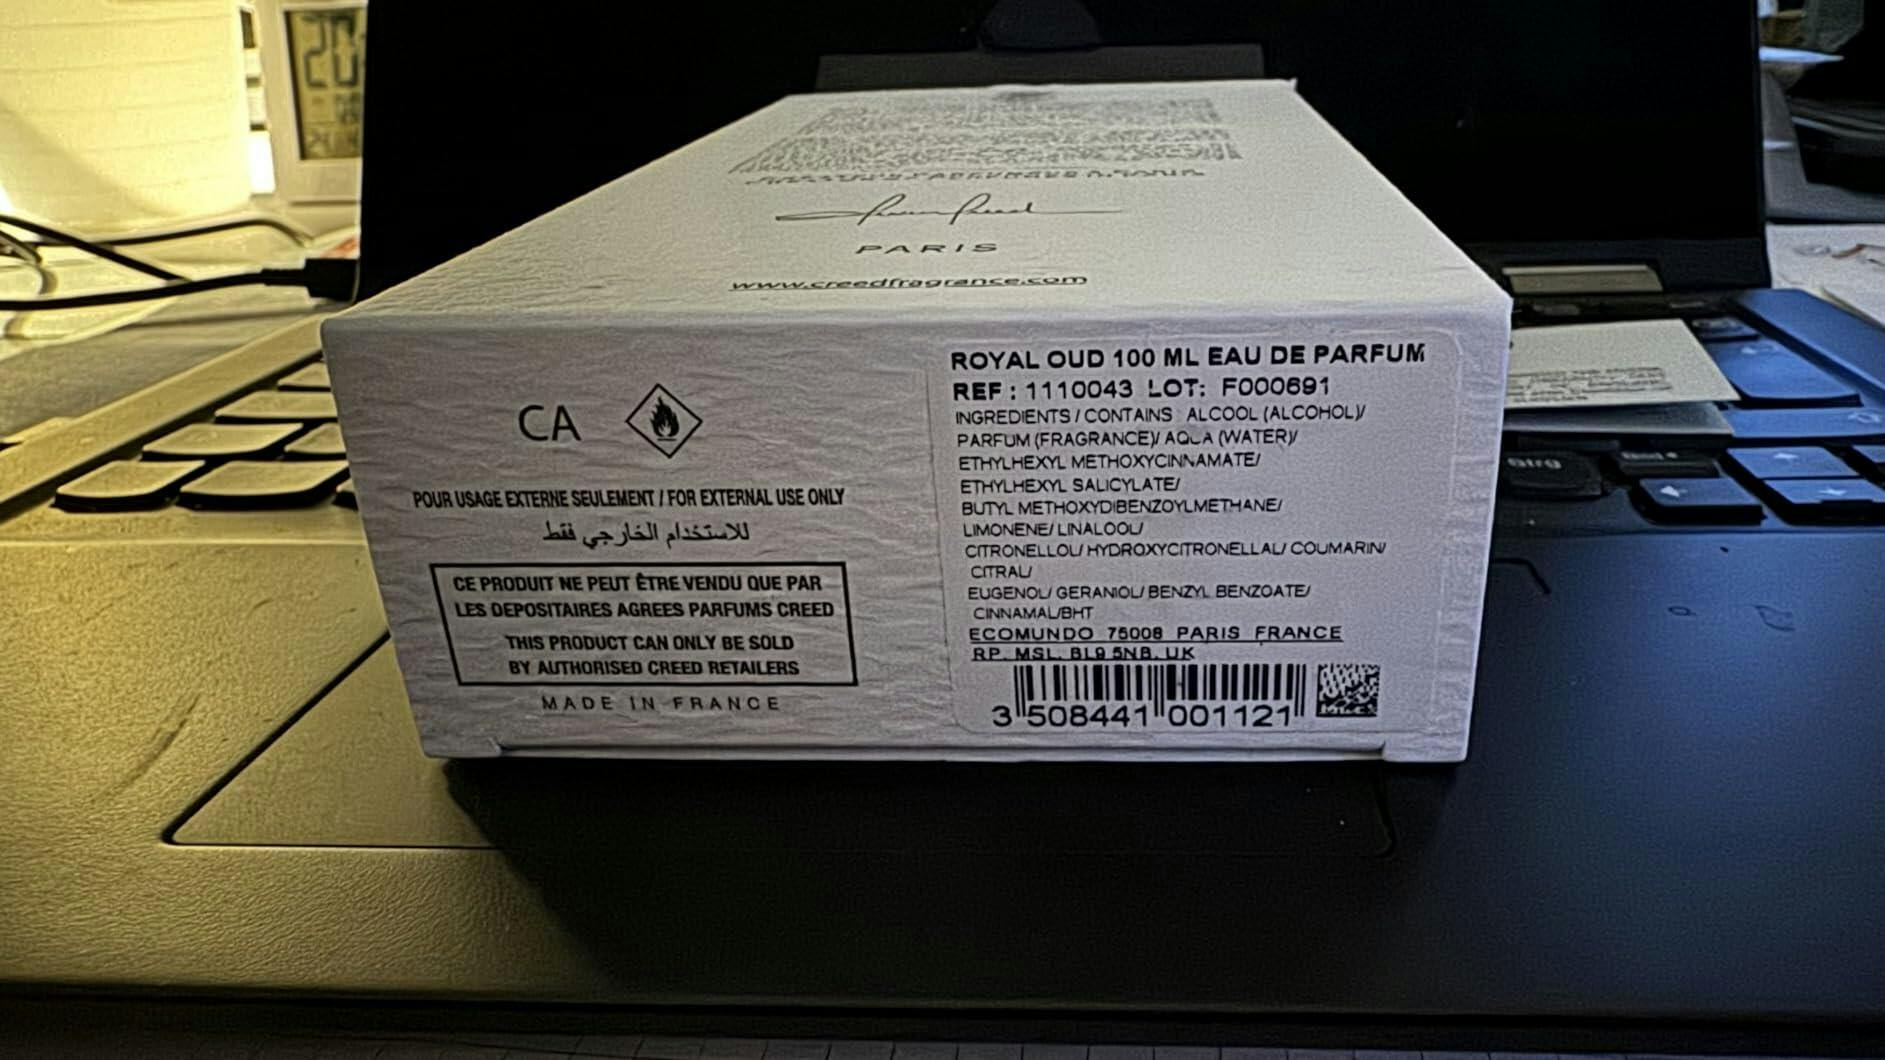 PARIS
www.creedfragrance.com
CA
POUR USAGE EXTERNE SEULEMENT / FOR EXTERNAL USE ONLY
للاستخدام الخارجي فقط
CE PRODUIT NE PEUT ÊTRE VENDU QUE PAR
LES DEPOSITAIRES AGREES PARFUMS CREED
THIS PRODUCT CAN ONLY BE SOLD
BY AUTHORISED CREED RETAILERS
MADE IN FRANCE
ROYAL OUD 100 ML EAU DE PARFUM
REF : 1110043 LOT: F000691
INGREDIENTS / CONTAINS ALCOOL (ALCOHOL)/
PARFUM (FRAGRANCE)/ AQUA (WATER)/
ETHYLHEXYL METHOXYCINNAMATE/
ETHYLHEXYL SALICYLATE/
BUTYL METHOXYDIBENZOYLMETHANE/
LIMONENE/ LINALOOL/
CITRONELLOL/ HYDROXYCITRONELLAL/ COUMARIN/
CITRAL/
EUGENOL/ GERANIOL/ BENZYL BENZOATE/
CINNAMAL/BHT
ECOMUNDO 75008 PARIS FRANCE
RP. MSL. BL9 5NB. UK
3 508441 001121
Strg